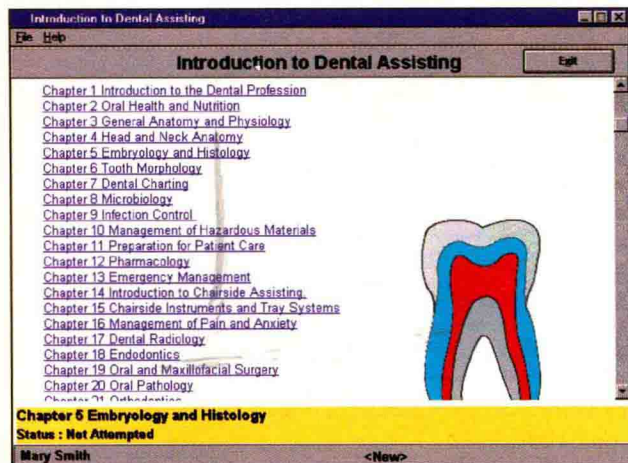 Introduction to Dental Assisting
File Help
Introduction to Dental Assisting
Exit
Chapter 1 Introduction to the Dental Profession
Chapter 2 Oral Health and Nutrition
Chapter 3 General Anatomy and Physiology
Chapter 4 Head and Neck Anatomy
Chapter 5 Embryology and Histology
Chapter 6 Tooth Morphology
Chapter 7 Dental Charting
Chapter 8 Microbiology
Chapter 9 Infection Control
Chapter 10 Management of Hazardous Materials
Chapter 11 Preparation for Patient Care
Chapter 12 Pharmacology
Chapter 13 Emergency Management
Chapter 14 Introduction to Chairside Assisting
Chapter 15 Chairside Instruments and Tray Systems
Chapter 16 Management of Pain and Anxiety
Chapter 17 Dental Radiology
Chapter 18 Endodontics
Chapter 19 Oral and Maxillofacial Surgery
Chapter 20 Oral Pathology
Chapter 21 Orthodontics
Chapter 5 Embryology and Histology
Status : Not Attempted
Mary Smith <New>